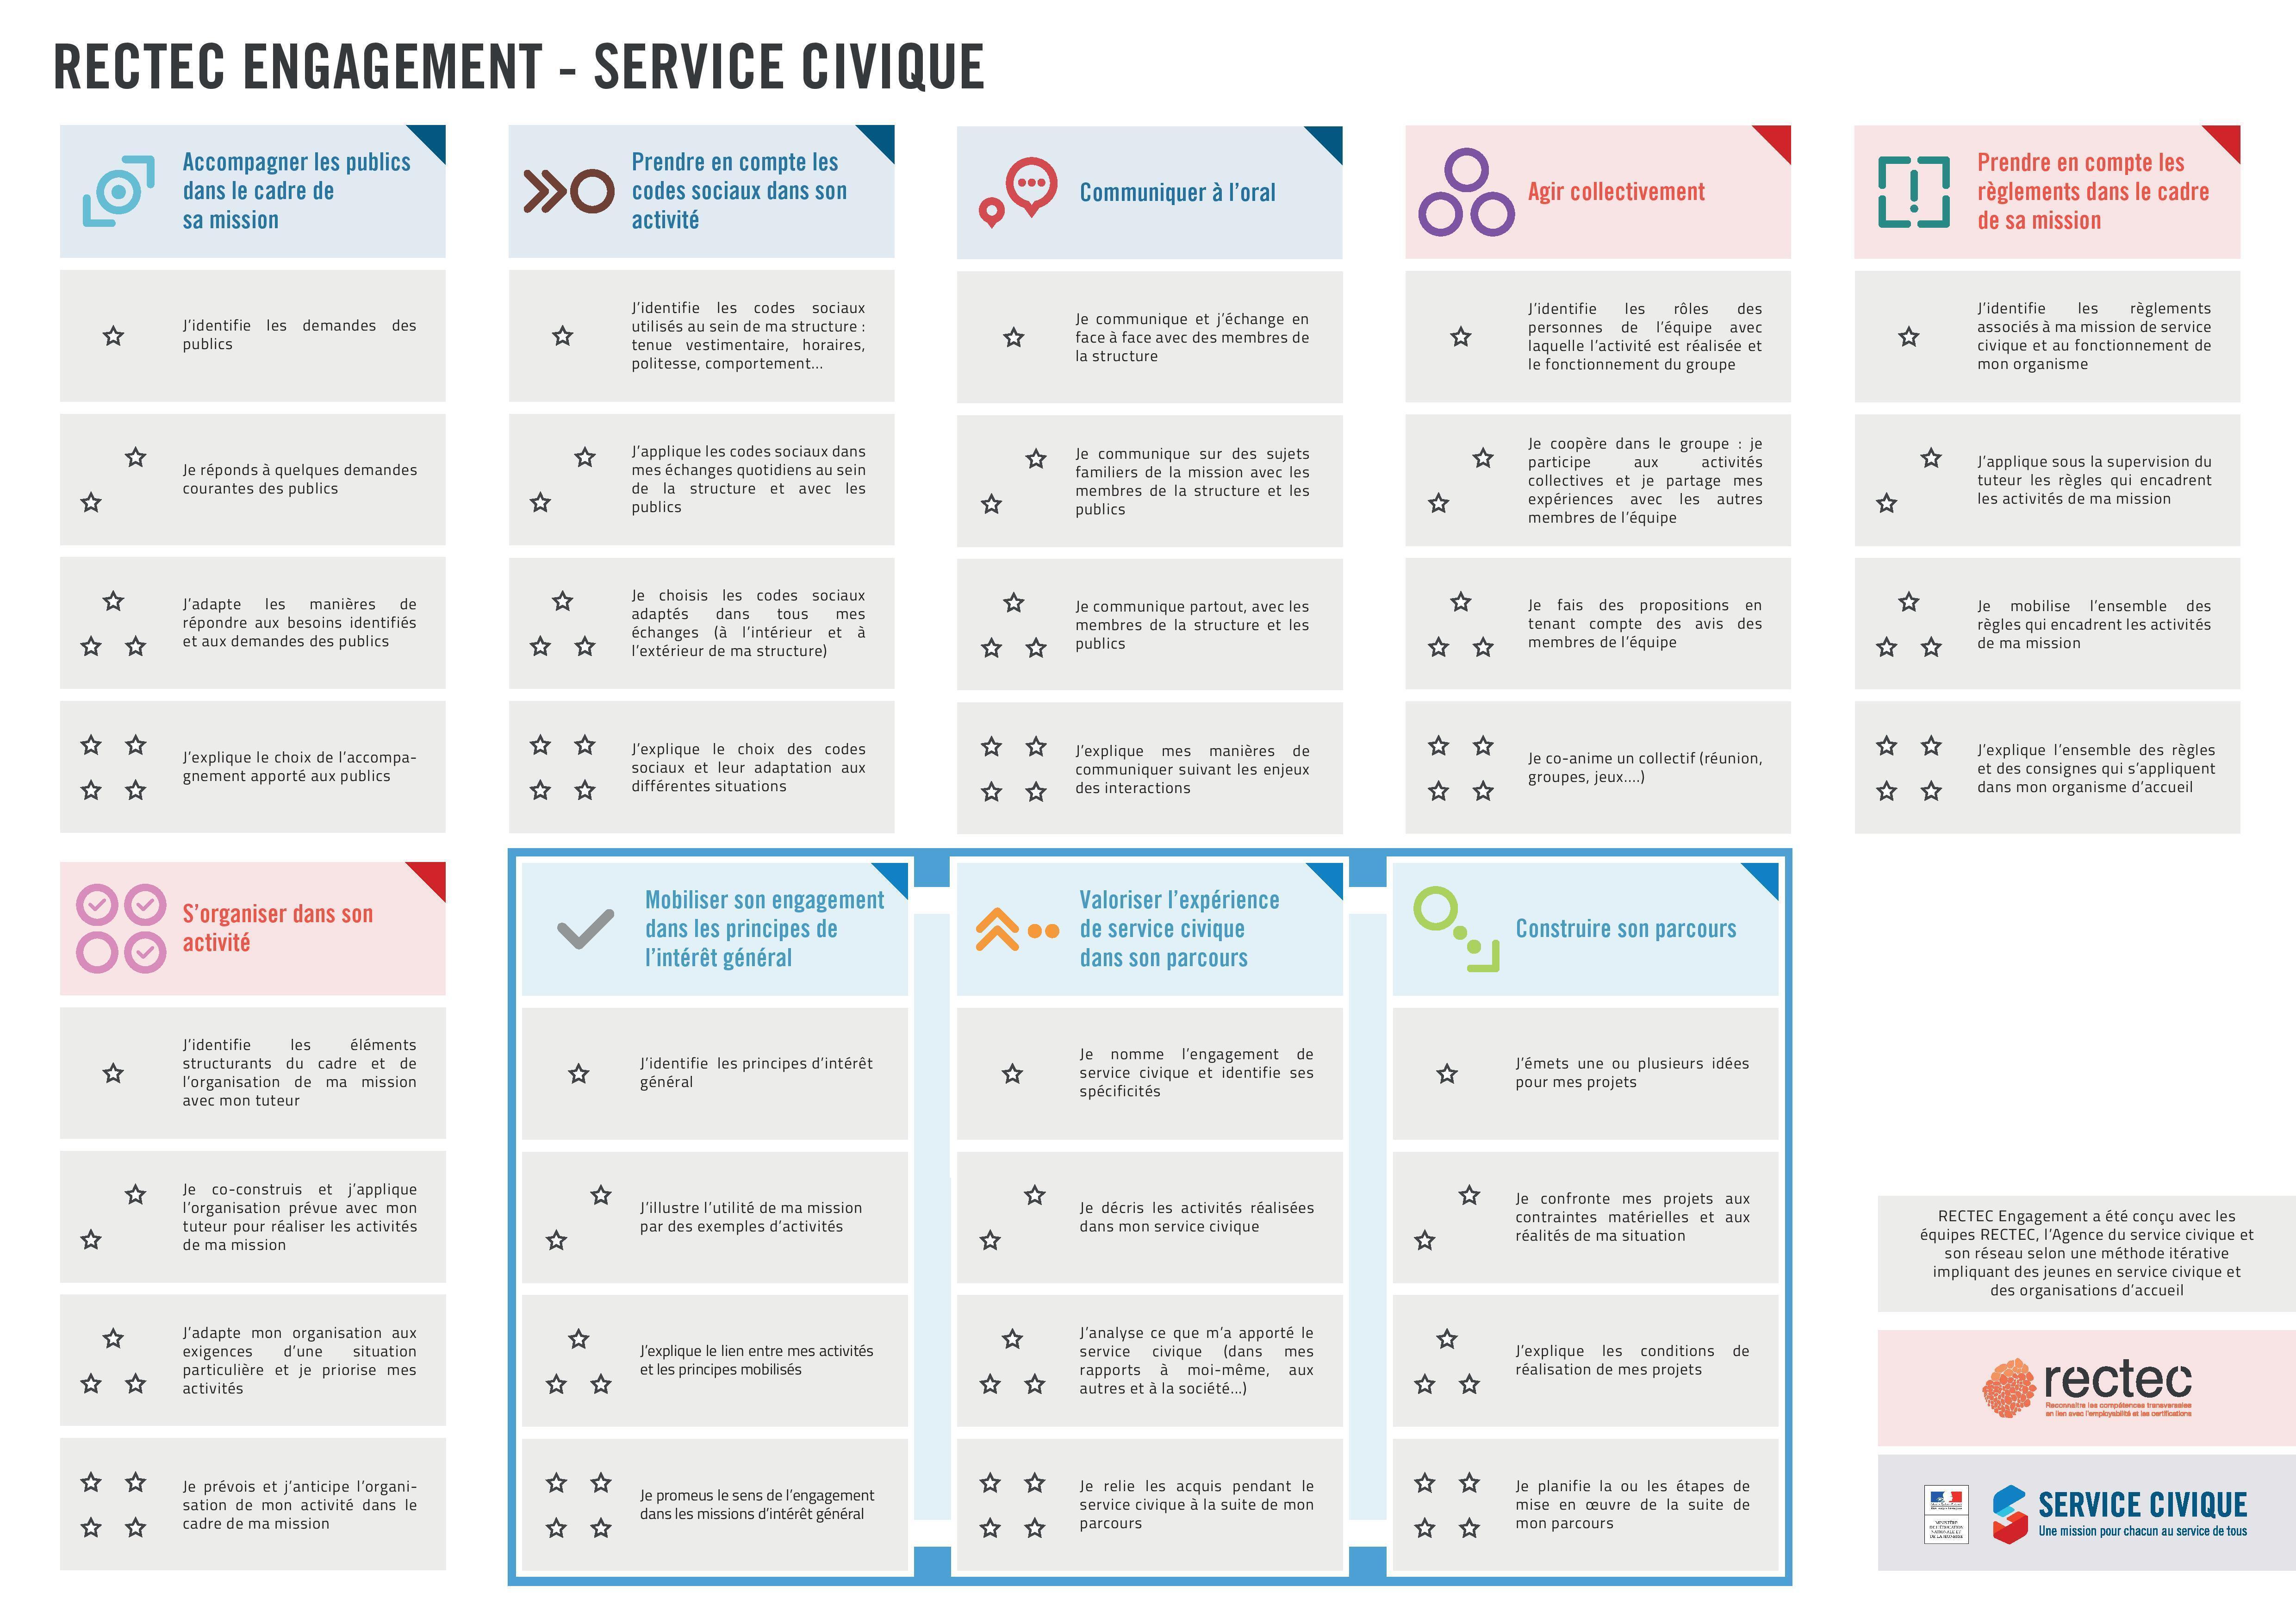 RECTEC ENGAGEMENT - SERVICE CIVIQUE
Accompagner les publics
dans le cadre de
sa mission
J'identifie les demandes des
publics
Je réponds à quelques demandes
courantes des publics
J'adapte les manières de
répondre aux besoins identifiés
et aux demandes des publics
J'explique le choix de l'accompa-
gnement apporté aux publics
Prendre en compte les
codes sociaux dans son
activité
J'identifie les codes sociaux
utilisés au sein de ma structure :
tenue vestimentaire, horaires,
politesse, comportement...
J'applique les codes sociaux dans
mes échanges quotidiens au sein
de la structure et avec les
publics
Je choisis les codes sociaux
adaptés dans tous mes
échanges (à l'intérieur et à
l'extérieur de ma structure)
J'explique le choix des codes
sociaux et leur adaptation aux
différentes situations
Communiquer à l'oral
Je communique et j'échange en
face à face avec des membres de
la structure
Je communique sur des sujets
familiers de la mission avec les
membres de la structure et les
publics
Je communique partout, avec les
membres de la structure et les
publics
J'explique mes manières de
communiquer suivant les enjeux
des interactions
Agir collectivement
J'identifie les rôles des
personnes de l'équipe avec
laquelle l'activité est réalisée et
le fonctionnement du groupe
Je coopère dans le groupe : je
participe aux activités
collectives et je partage mes
expériences avec les autres
membres de l'équipe
Je fais des propositions en
tenant compte des avis des
membres de l'équipe
Je co-anime un collectif (réunion,
groupes, jeux....)
Prendre en compte les
règlements dans le cadre
de sa mission
J'identifie les règlements
associés à ma mission de service
civique et au fonctionnement de
mon organisme
J'applique sous la supervision du
tuteur les règles qui encadrent
les activités de ma mission
Je mobilise l'ensemble des
règles qui encadrent les activités
de ma mission
J'explique l'ensemble des règles
et des consignes qui s'appliquent
dans mon organisme d'accueil
S'organiser dans son
activité
J'identifie les éléments
structurants du cadre et de
l'organisation de ma mission
avec mon tuteur
Je co-construis et j'applique
l'organisation prévue avec mon
tuteur pour réaliser les activités
de ma mission
J'adapte mon organisation aux
exigences d'une situation
particulière et je priorise mes
activités
Je prévois et j'anticipe l'organi-
sation de mon activité dans le
cadre de ma mission
Mobiliser son engagement
dans les principes de
l'intérêt général
J'identifie les principes d'intérêt
général
J'illustre l'utilité de ma mission
par des exemples d'activités
J'explique le lien entre mes activités
et les principes mobilisés
Je promeus le sens de l'engagement
dans les missions d'intérêt général
Valoriser l'expérience
de service civique
dans son parcours
Je nomme l'engagement de
service civique et identifie ses
spécificités
Je décris les activités réalisées
dans mon service civique
J'analyse ce que m'a apporté le
service civique (dans mes
rapports à moi-même, aux
autres et à la société...)
Je relie les acquis pendant le
service civique à la suite de mon
parcours
Construire son parcours
J'émets une ou plusieurs idées
pour mes projets
Je confronte mes projets aux
contraintes matérielles et aux
réalités de ma situation
J'explique les conditions de
réalisation de mes projets
Je planifie la ou les étapes de
mise en œuvre de la suite de
mon parcours
RECTEC Engagement a été conçu avec les
équipes RECTEC, l'Agence du service civique et
son réseau selon une méthode itérative
impliquant des jeunes en service civique et
des organisations d'accueil
rectec
Reconnaître les compétences transversales
en lien avec l'employabilité et les certifications
MINISTÈRE
DE L'ÉDUCATION
NATIONALE ET
DE LA JEUNESSE
SERVICE CIVIQUE
Une mission pour chacun au service de tous